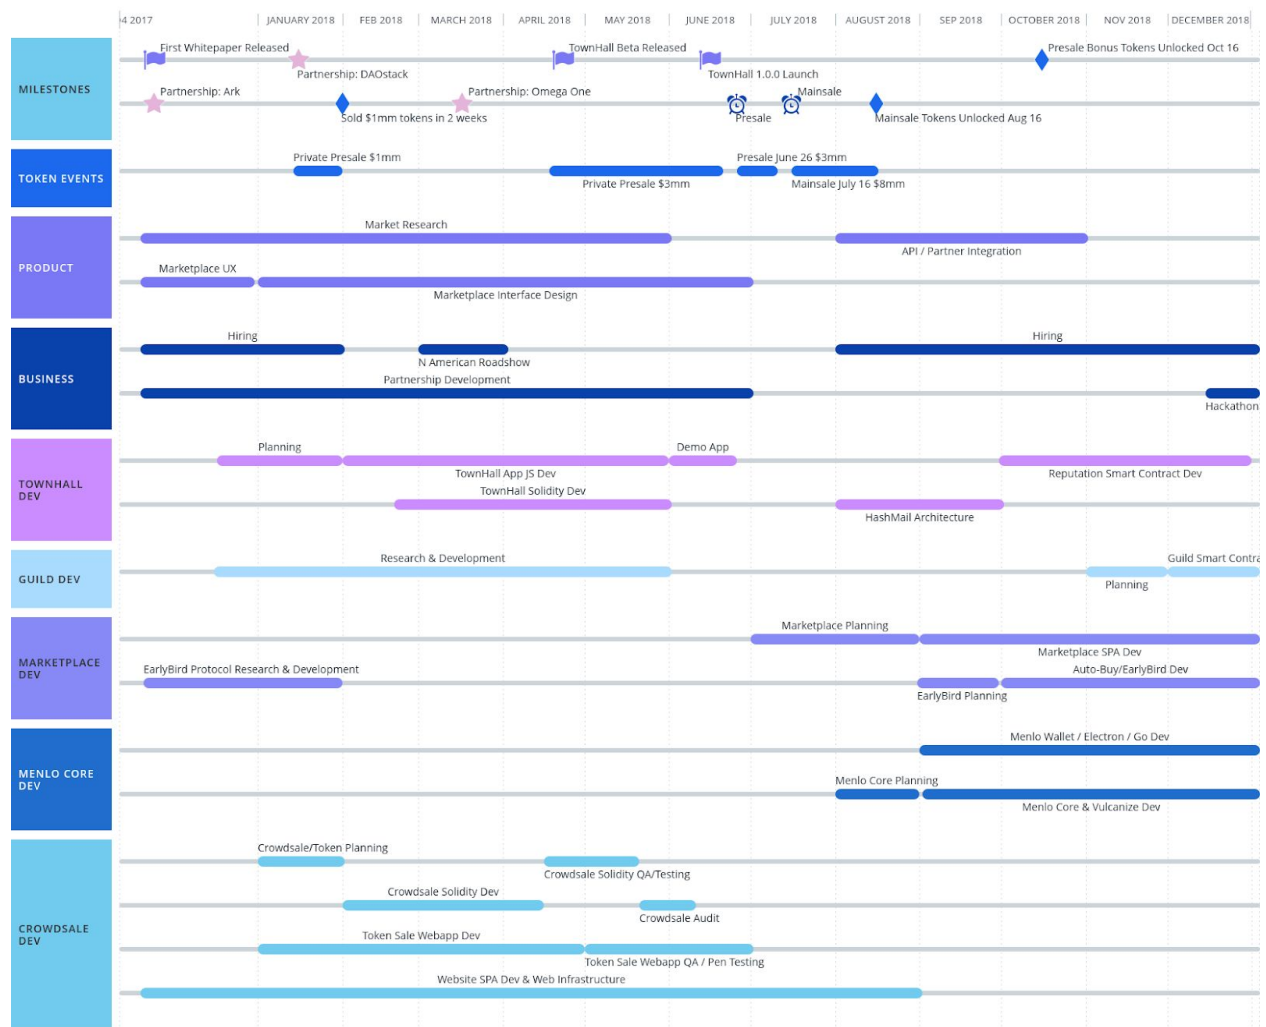 4 2017
JANUARY 2018
FEB 2018
MARCH 2018
APRIL 2018
MAY 2018
JUNE 2018
JULY 2018
AUGUST 2018
SEP 2018
OCTOBER 2018
NOV 2018
DECEMBER 2018
MILESTONES
First Whitepaper Released
TownHall Beta Released
Presale Bonus Tokens Unlocked Oct 16
Partnership: DAOstack
TownHall 1.0.0 Launch
Partnership: Ark
Partnership: Omega One
Mainsale
Sold $1mm tokens in 2 weeks
Presale
Mainsale Tokens Unlocked Aug 16
TOKEN EVENTS
Private Presale $1mm
Presale June 26 $3mm
Private Presale $3mm
Mainsale July 16 $8mm
PRODUCT
Market Research
API / Partner Integration
Marketplace UX
Marketplace Interface Design
BUSINESS
Hiring
Hiring
N American Roadshow
Partnership Development
Hackathon
TOWNHALL
DEV
Planning
Demo App
TownHall App JS Dev
Reputation Smart Contract Dev
TownHall Solidity Dev
HashMail Architecture
GUILD DEV
Research & Development
Guild Smart Contra
Planning
MARKETPLACE
DEV
Marketplace Planning
Marketplace SPA Dev
EarlyBird Protocol Research & Development
Auto-Buy/EarlyBird Dev
EarlyBird Planning
MENLO CORE
DEV
Menlo Wallet / Electron / Go Dev
Menlo Core Planning
Menlo Core & Vulcanize Dev
CROWDSALE
DEV
Crowdsale/Token Planning
Crowdsale Solidity QA/Testing
Crowdsale Solidity Dev
Crowdsale Audit
Token Sale Webapp Dev
Token Sale Webapp QA / Pen Testing
Website SPA Dev & Web Infrastructure